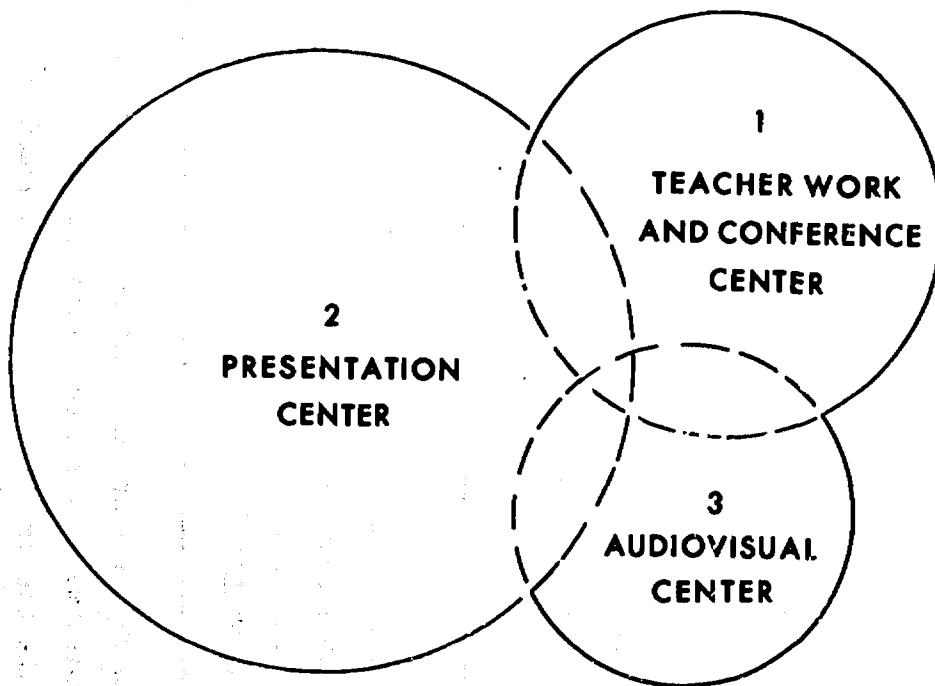 1
TEACHER WORK
AND CONFERENCE
CENTER
2
PRESENTATION
CENTER
3
AUDIOVISUAL
CENTER